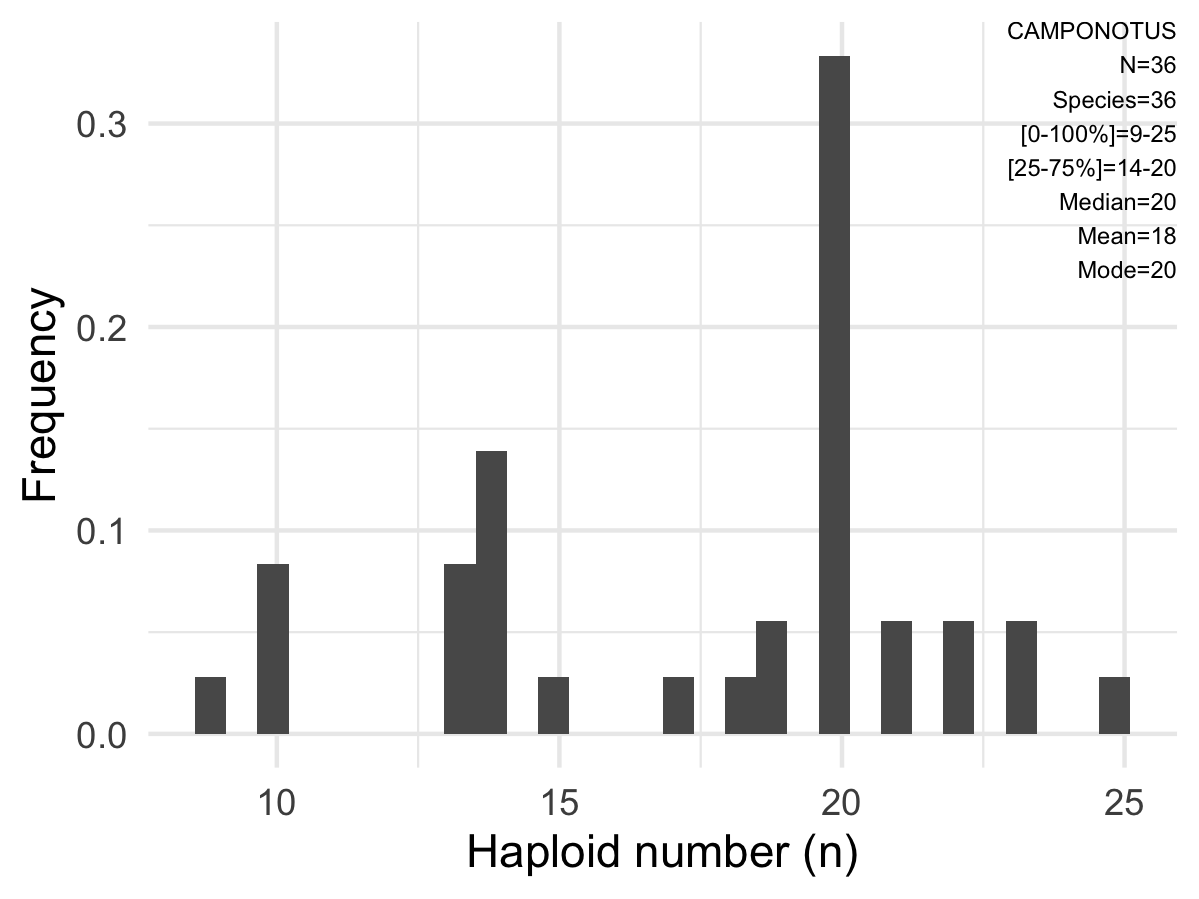 CAMPONOTUS
N=36
Species=36
[0-100%]=9-25
[25-75%]=14-20
Median=20
Mean=18
Mode=20
0.3
0.2
0.1
0.0
Frequency
10 15 20 25
Haploid number (n)